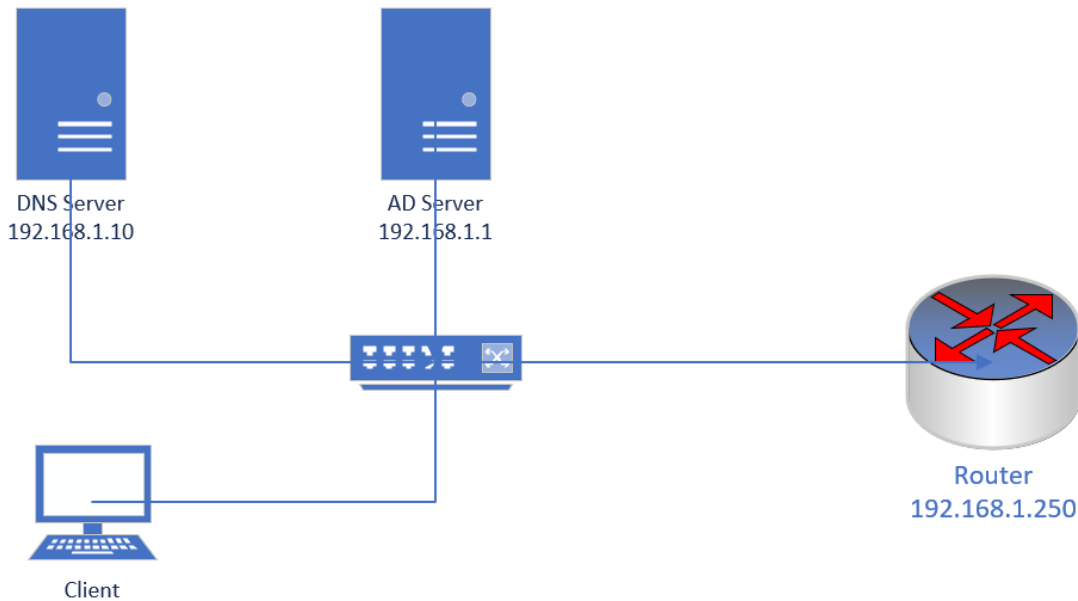 DNS Server
192.168.1.10
AD Server
192.168.1.1
Router
192.168.1.250
Client